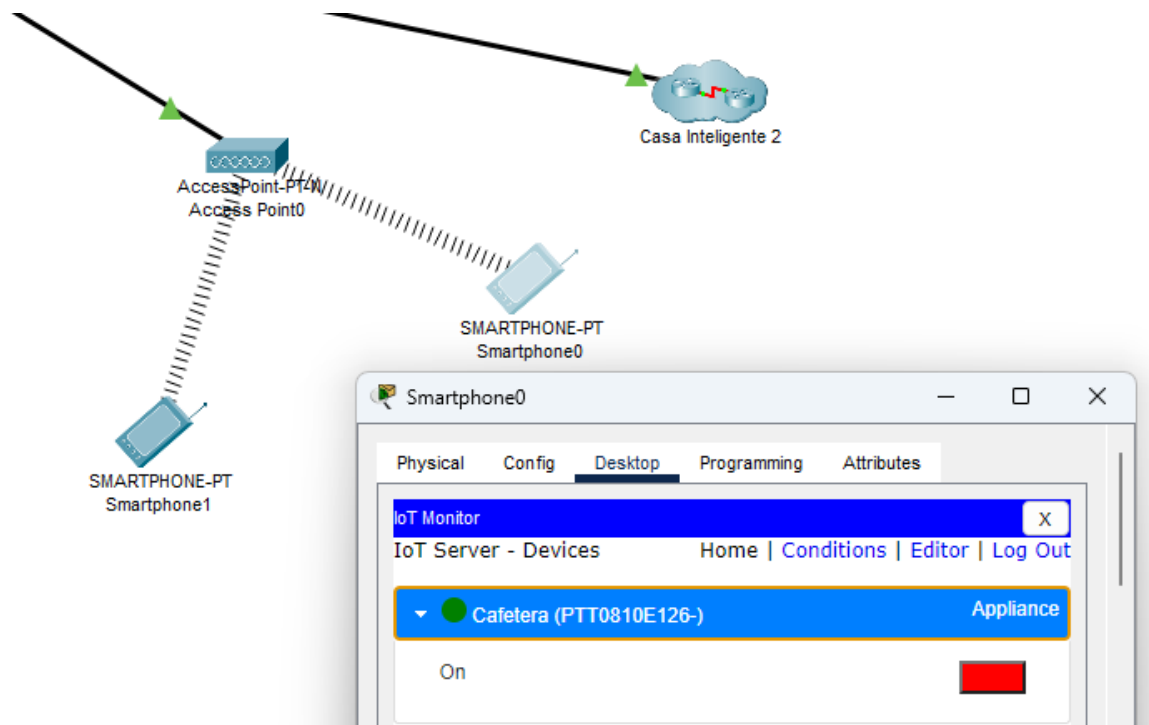 Casa Inteligente 2
AccessPoint-PT-N
Access Point0
SMARTPHONE-PT
Smartphone0
SMARTPHONE-PT
Smartphone1
Smartphone0
Physical Config Desktop Programming Attributes
IoT Monitor X
IoT Server - Devices Home | Conditions | Editor | Log Out
Cafetera (PTT0810E126-) Appliance
On